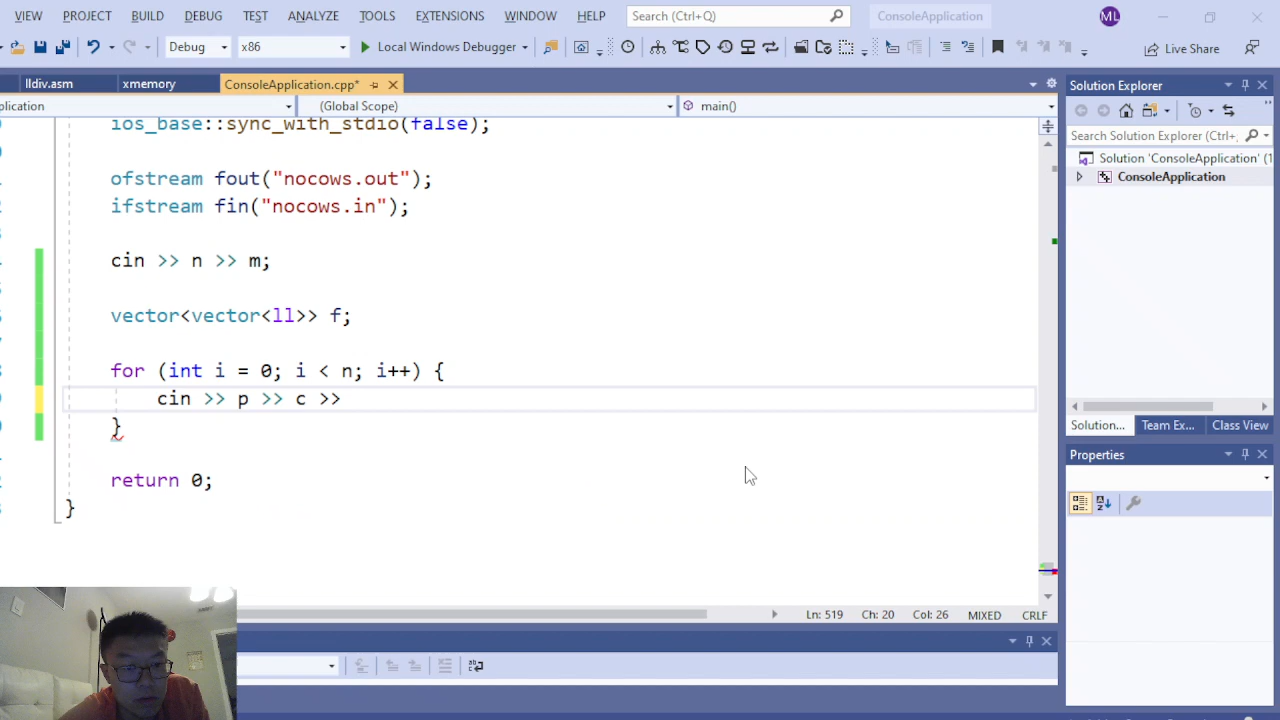 VIEW PROJECT BUILD DEBUG TEST ANALYZE TOOLS EXTENSIONS WINDOW HELP Search (Ctrl+Q) ConsoleApplication ML
Debug x86 Local Windows Debugger Live Share
lldiv.asm xmemory ConsoleApplication.cpp* Solution Explorer
plication (Global Scope) main()
ios_base::sync_with_stdio(false);
Search Solution Explorer (Ctrl+;
Solution 'ConsoleApplication' (1
ConsoleApplication
ofstream fout("nocows.out");
ifstream fin("nocows.in");
cin >> n >> m;
vector<vector<ll>> f;
for (int i = 0; i < n; i++) {
cin >> p >> c >>
}
return 0;
}
Solution... Team Ex... Class View
Properties
Ln: 519 Ch: 20 Col: 26 MIXED CRLF